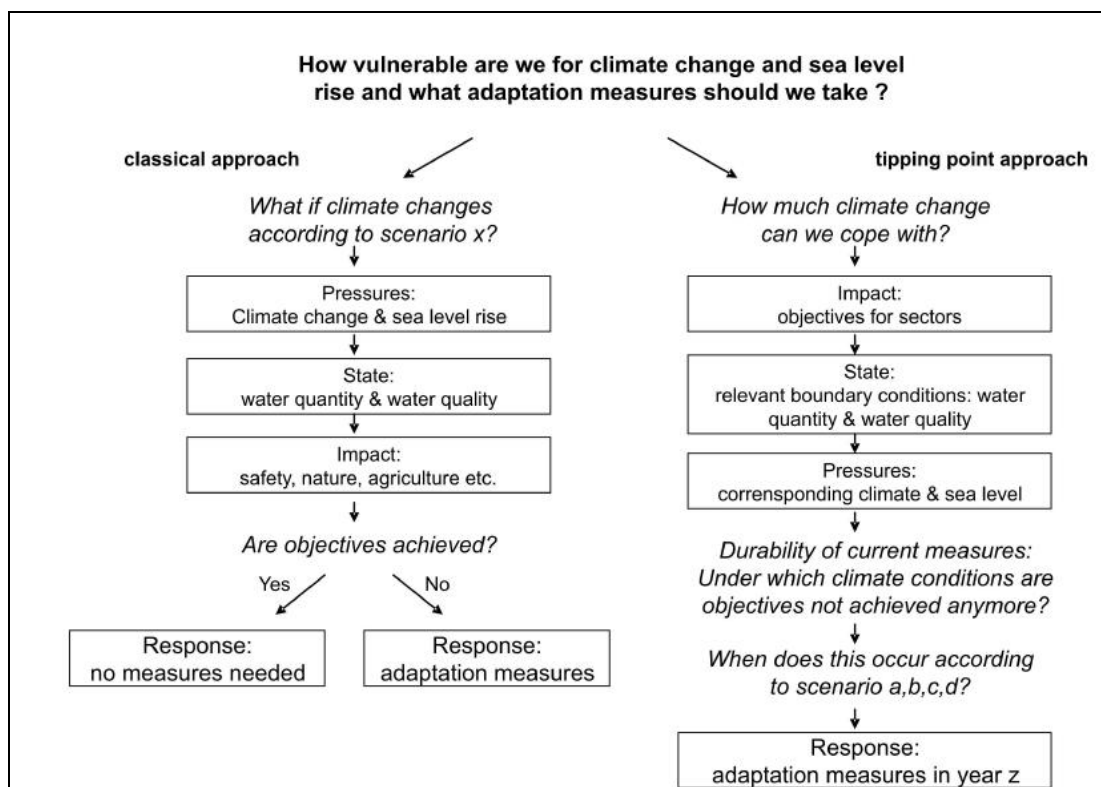 How vulnerable are we for climate change and sea level
rise and what adaptation measures should we take ?
classical approach
What if climate changes
according to scenario x?
Pressures:
Climate change & sea level rise
State:
water quantity & water quality
Impact:
safety, nature, agriculture etc.
Are objectives achieved?
Yes
No
Response:
no measures needed
Response:
adaptation measures
tipping point approach
How much climate change
can we cope with?
Impact:
objectives for sectors
State:
relevant boundary conditions: water
quantity & water quality
Pressures:
corrensponding climate & sea level
Durability of current measures:
Under which climate conditions are
objectives not achieved anymore?
When does this occur according
to scenario a,b,c,d?
Response:
adaptation measures in year z